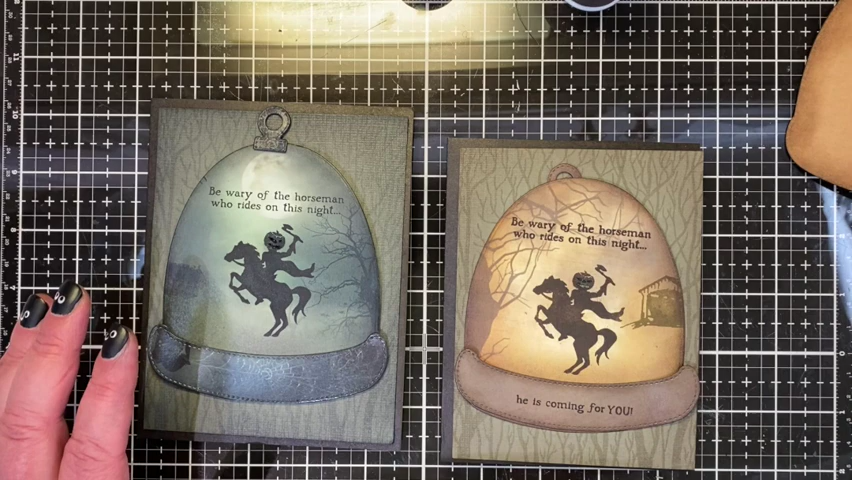 Be wary of the horseman
who rides on this night...
Be wary of the horseman
who rides on this night...
he is coming for YOU!